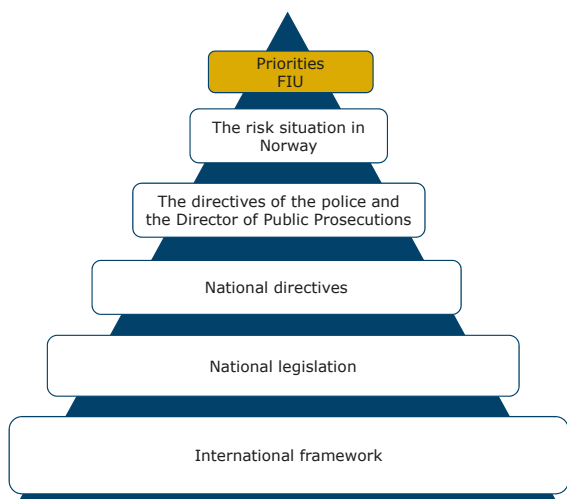 Priorities
FIU
The risk situation in
Norway
The directives of the police and
the Director of Public Prosecutions
National directives
National legislation
International framework